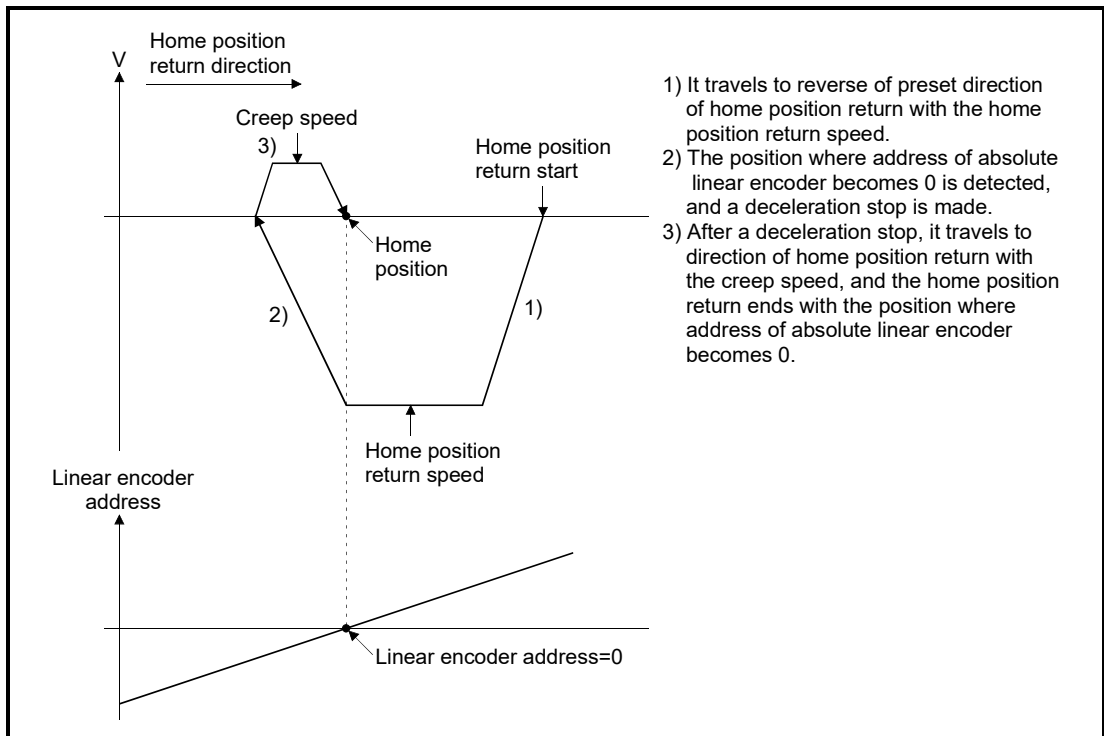 Home position
return direction
V
Creep speed
3)
Home position
return start
Home
position
2)
1)
Home position
return speed
Linear encoder
address
Linear encoder address=0
1) It travels to reverse of preset direction
of home position return with the home
position return speed.
2) The position where address of absolute
linear encoder becomes 0 is detected,
and a deceleration stop is made.
3) After a deceleration stop, it travels to
direction of home position return with
the creep speed, and the home position
return ends with the position where
address of absolute linear encoder
becomes 0.